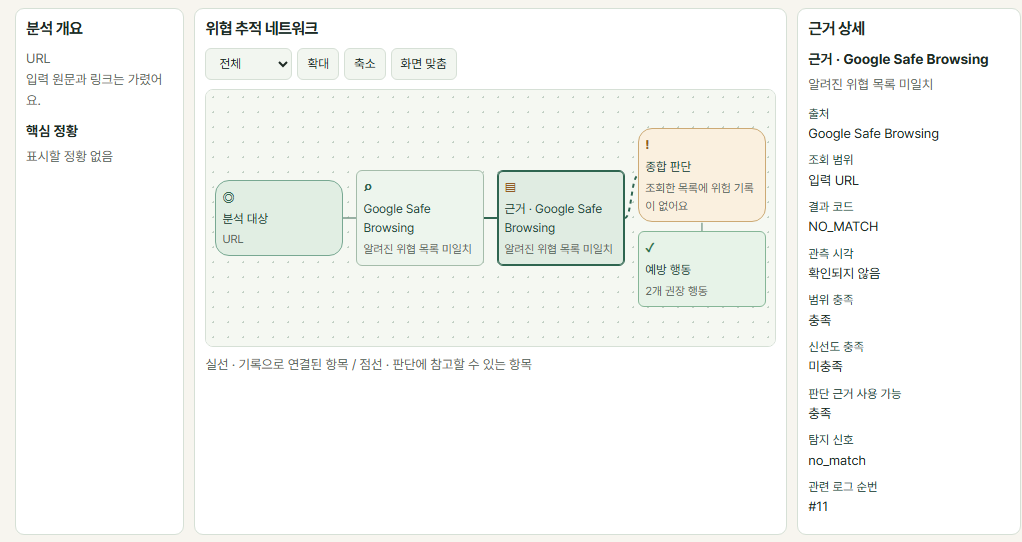 분석 개요
URL
입력 원문과 링크는 가렸어
요.
핵심 정황
표시할 정황 없음
위협 추적 네트워크
전체
확대
축소
화면 맞춤
분석 대상
URL
Google Safe
Browsing
알려진 위협 목록 미일치
근거 · Google Safe
Browsing
알려진 위협 목록 미일치
!
종합 판단
조회한 목록에 위험 기록
이 없어요
✓
예방 행동
2개 권장 행동
실선 · 기록으로 연결된 항목 / 점선 · 판단에 참고할 수 있는 항목
근거 상세
근거 · Google Safe Browsing
알려진 위협 목록 미일치
출처
Google Safe Browsing
조회 범위
입력 URL
결과 코드
NO_MATCH
관측 시각
확인되지 않음
범위 충족
충족
신선도 충족
미충족
판단 근거 사용 가능
충족
탐지 신호
no_match
관련 로그 순번
#11